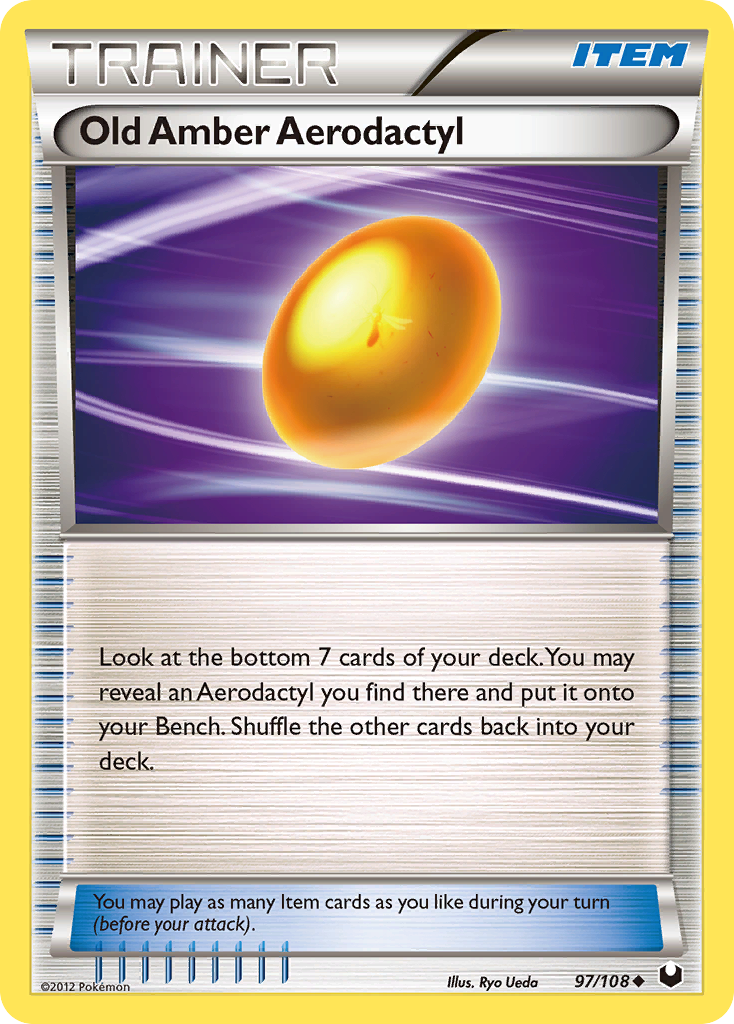 TRAINER
ITEM
Old Amber Aerodactyl
Look at the bottom 7 cards of your deck. You may
reveal an Aerodactyl you find there and put it onto
your Bench. Shuffle the other cards back into your
deck.
You may play as many Item cards as you like during your turn
(before your attack).
©2012 Pokémon
Illus. Ryo Ueda
97/108